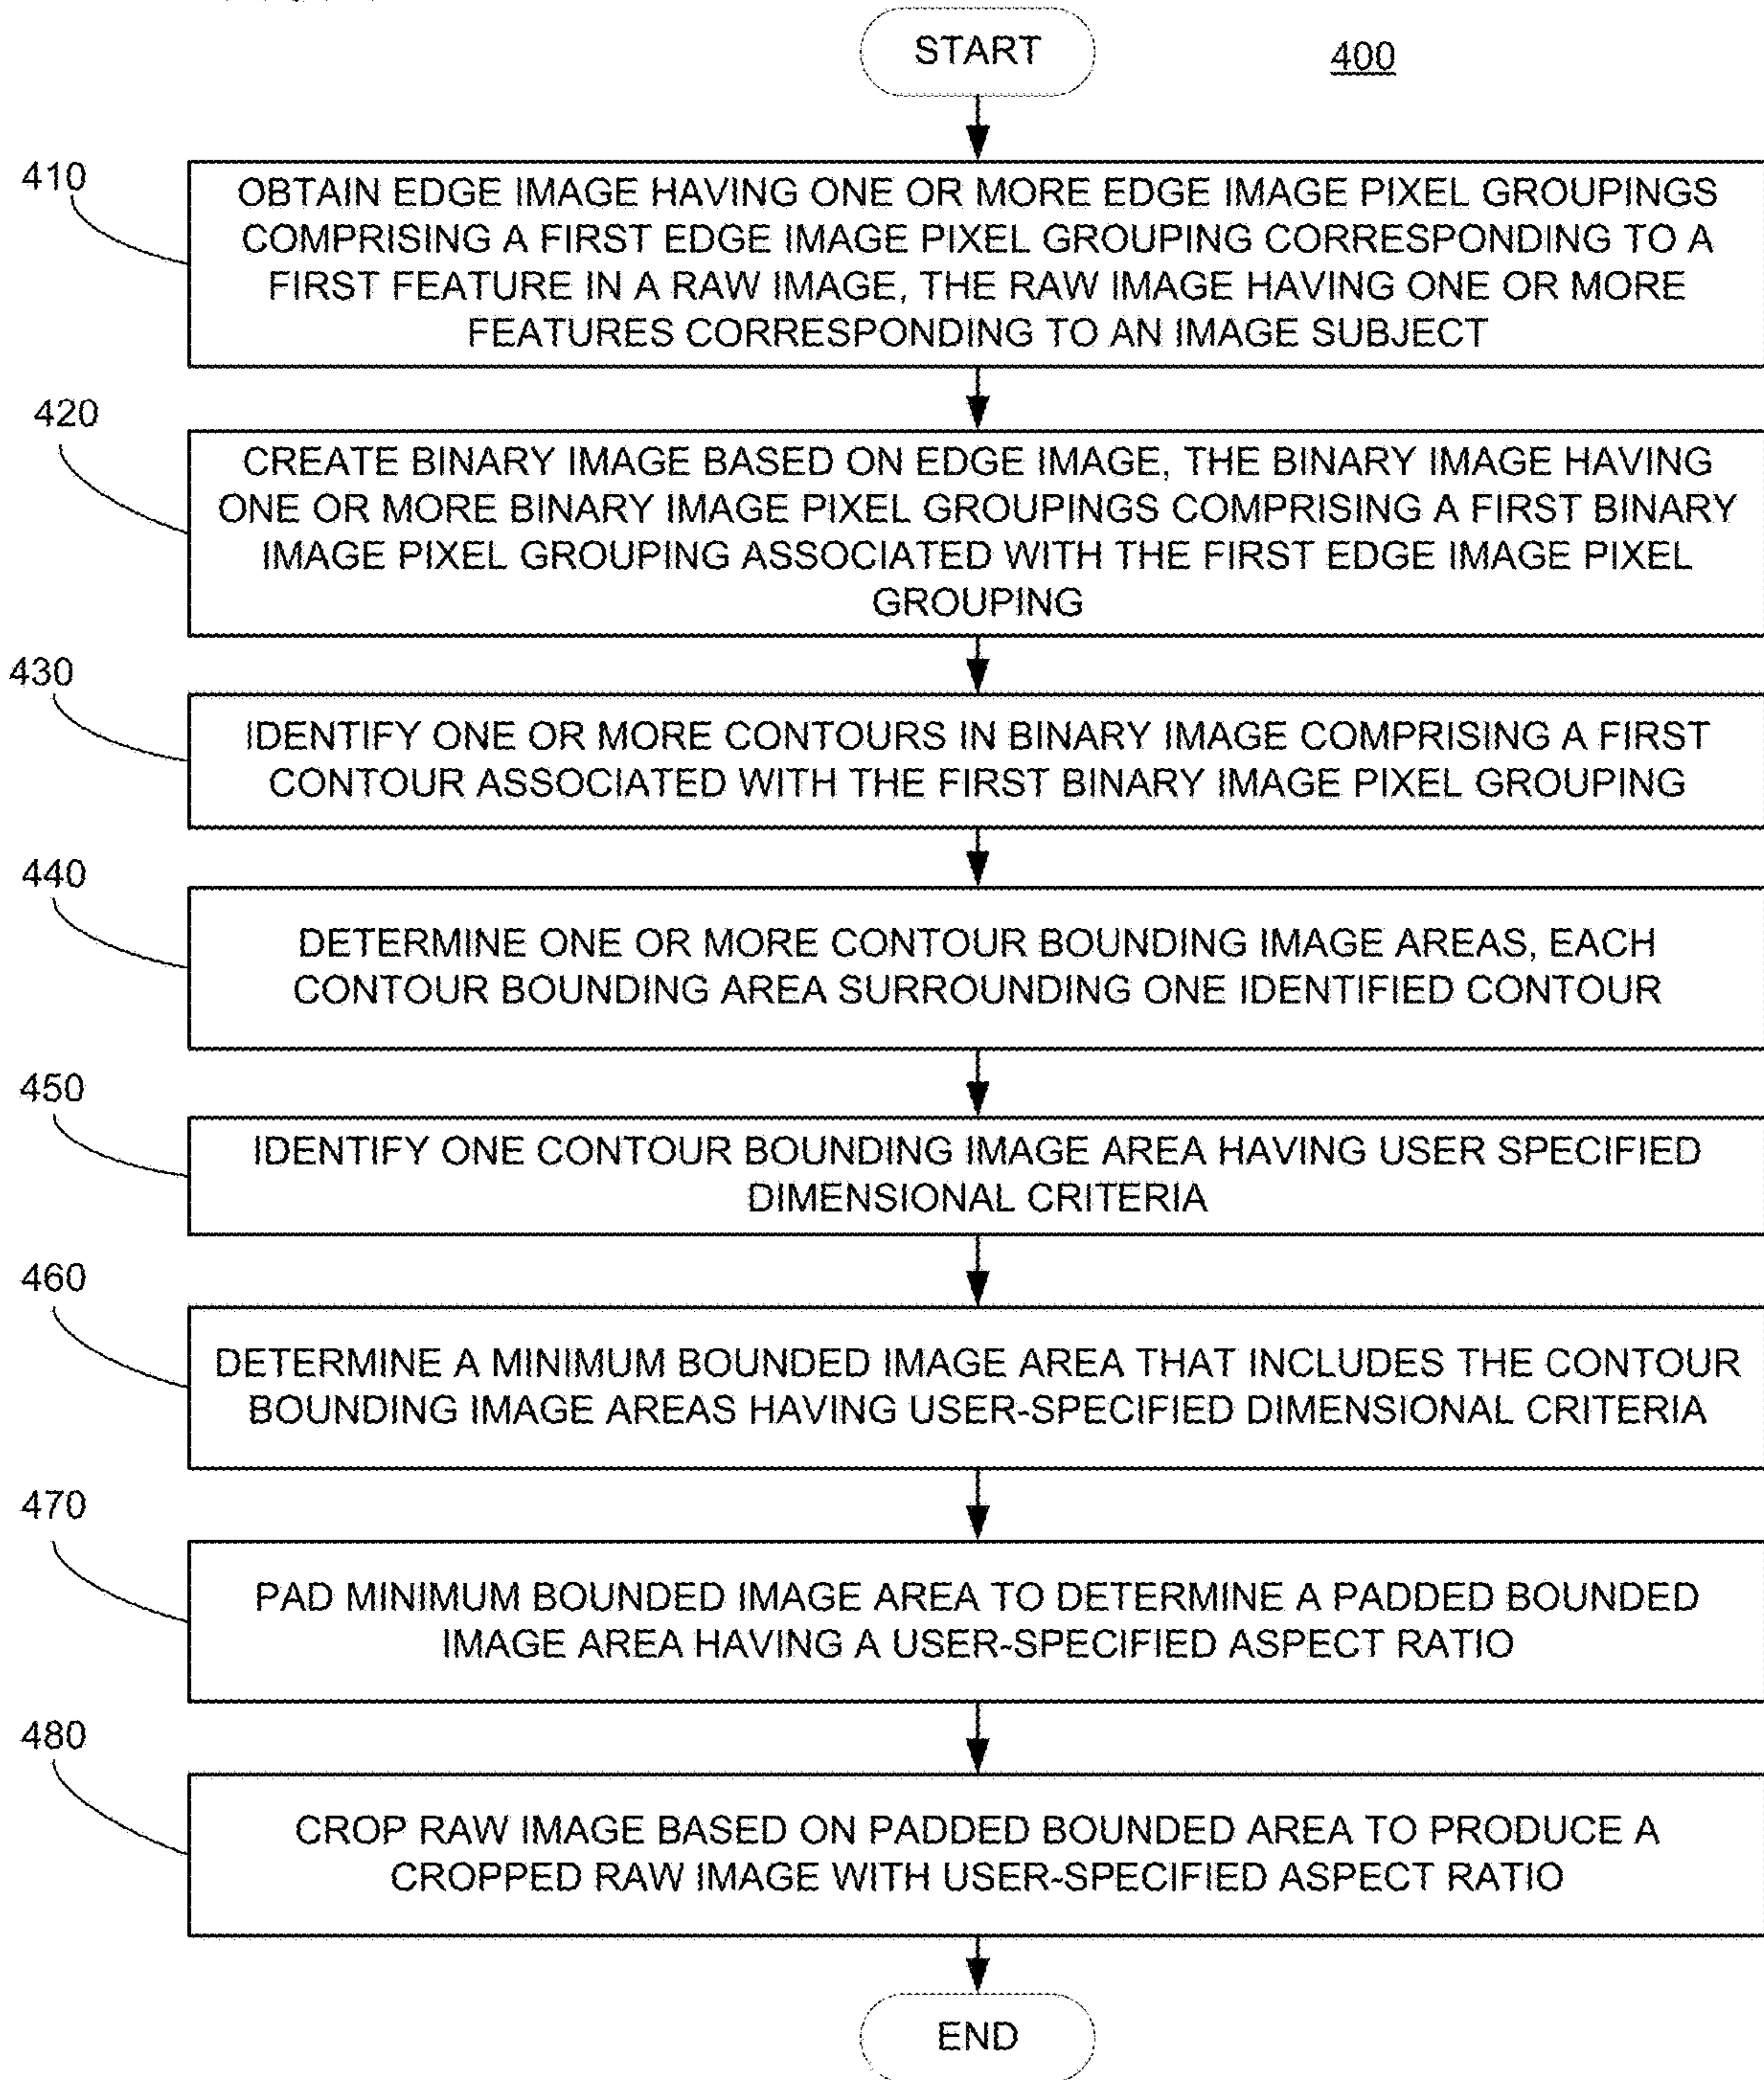 START
400
410
OBTAIN EDGE IMAGE HAVING ONE OR MORE EDGE IMAGE PIXEL GROUPINGS
COMPRISING A FIRST EDGE IMAGE PIXEL GROUPING CORRESPONDING TO A
FIRST FEATURE IN A RAW IMAGE, THE RAW IMAGE HAVING ONE OR MORE
FEATURES CORRESPONDING TO AN IMAGE SUBJECT
420
CREATE BINARY IMAGE BASED ON EDGE IMAGE, THE BINARY IMAGE HAVING
ONE OR MORE BINARY IMAGE PIXEL GROUPINGS COMPRISING A FIRST BINARY
IMAGE PIXEL GROUPING ASSOCIATED WITH THE FIRST EDGE IMAGE PIXEL
GROUPING
430
IDENTIFY ONE OR MORE CONTOURS IN BINARY IMAGE COMPRISING A FIRST
CONTOUR ASSOCIATED WITH THE FIRST BINARY IMAGE PIXEL GROUPING
440
DETERMINE ONE OR MORE CONTOUR BOUNDING IMAGE AREAS, EACH
CONTOUR BOUNDING AREA SURROUNDING ONE IDENTIFIED CONTOUR
450
IDENTIFY ONE CONTOUR BOUNDING IMAGE AREA HAVING USER SPECIFIED
DIMENSIONAL CRITERIA
460
DETERMINE A MINIMUM BOUNDED IMAGE AREA THAT INCLUDES THE CONTOUR
BOUNDING IMAGE AREAS HAVING USER-SPECIFIED DIMENSIONAL CRITERIA
470
PAD MINIMUM BOUNDED IMAGE AREA TO DETERMINE A PADDED BOUNDED
IMAGE AREA HAVING A USER-SPECIFIED ASPECT RATIO
480
CROP RAW IMAGE BASED ON PADDED BOUNDED AREA TO PRODUCE A
CROPPED RAW IMAGE WITH USER-SPECIFIED ASPECT RATIO
END